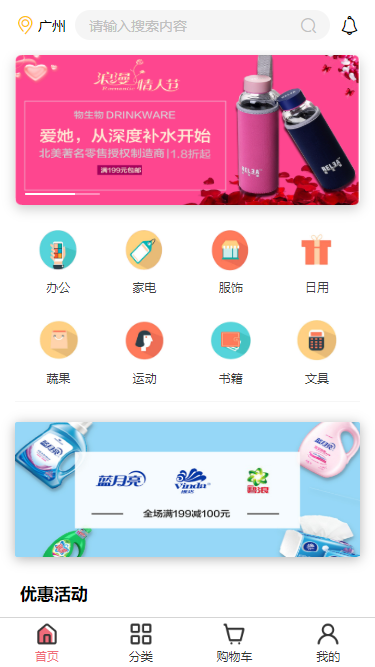 广州
请输入搜索内容
浪漫
Romantic
情人节
物生物 DRINKWARE
爱她，从深度补水开始
北美著名零售授权制造商 | 1.8折起
满199元包邮
办公
家电
服饰
日用
蔬果
运动
书籍
文具
蓝月亮
Vinda
维达
全场满199减100元
优惠活动
首页
分类
购物车
我的